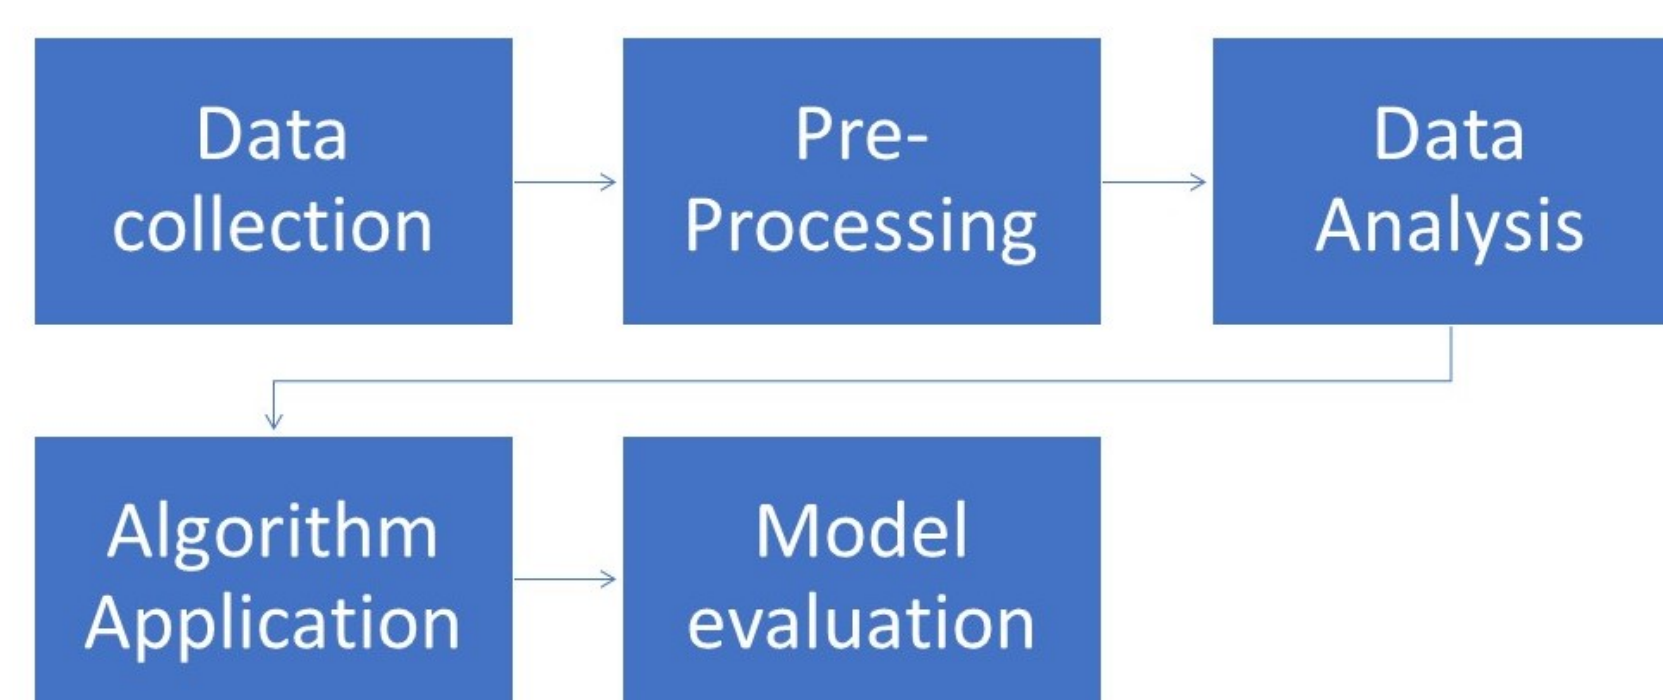 Data
collection
Pre-
Processing
Data
Analysis
Algorithm
Application
Model
evaluation